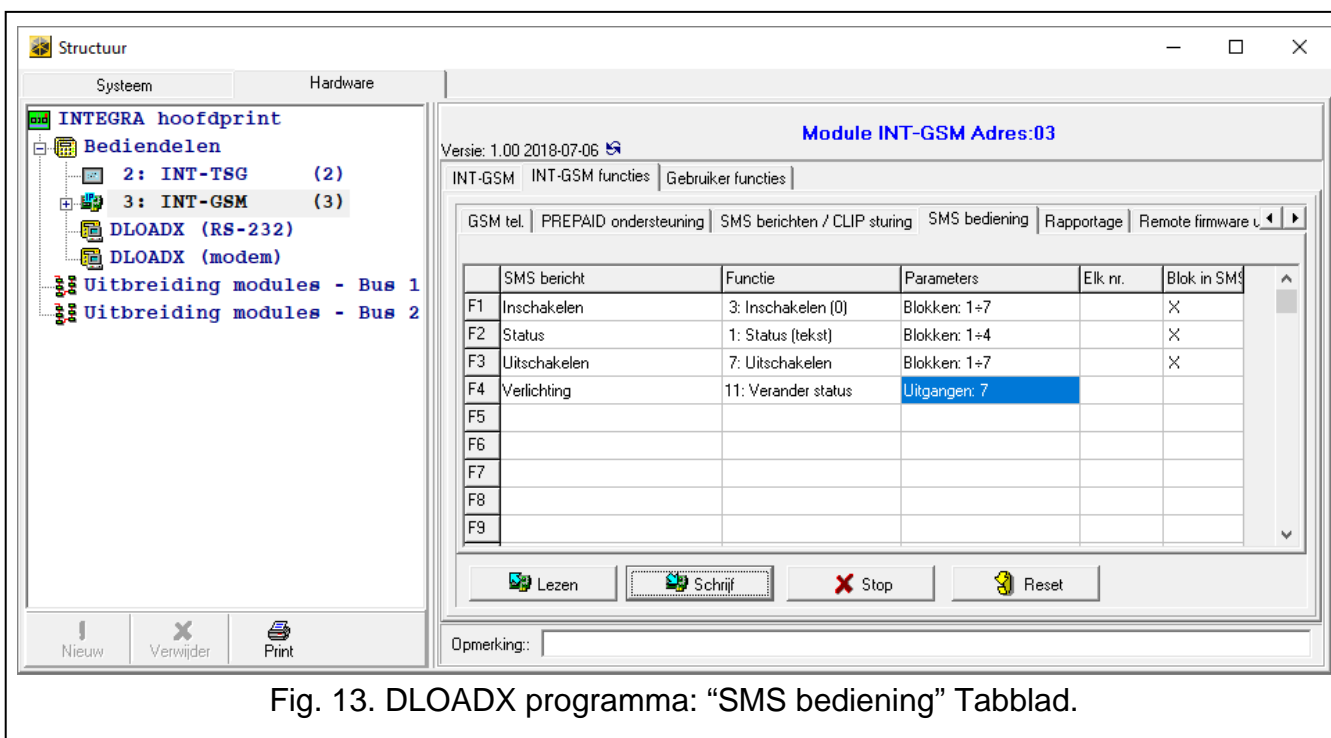 Structuur
Systeem Hardware
INTEGRA hoofdprint
Bediendelen
2: INT-TSG (2)
3: INT-GSM (3)
DLOADX (RS-232)
DLOADX (modem)
Uitbreiding modules - Bus 1
Uitbreiding modules - Bus 2
Nieuw Verwijder Print
Module INT-GSM Adres:03
Versie: 1.00 2018-07-06
INT-GSM INT-GSM functies Gebruiker functies
GSM tel. PREPAID ondersteuning SMS berichten / CLIP sturing SMS bediening Rapportage Remote firmware u
SMS bericht Functie Parameters Elk nr. Blok in SMS
F1 Inschakelen 3: Inschakelen (0) Blokken: 1÷7 X
F2 Status 1: Status (tekst) Blokken: 1÷4 X
F3 Uitschakelen 7: Uitschakelen Blokken: 1÷7 X
F4 Verlichting 11: Verander status Uitgangen: 7
F5
F6
F7
F8
F9
Lezen Schrijf Stop Reset
Opmerking::
Fig. 13. DLOADX programma: “SMS bediening” Tabblad.